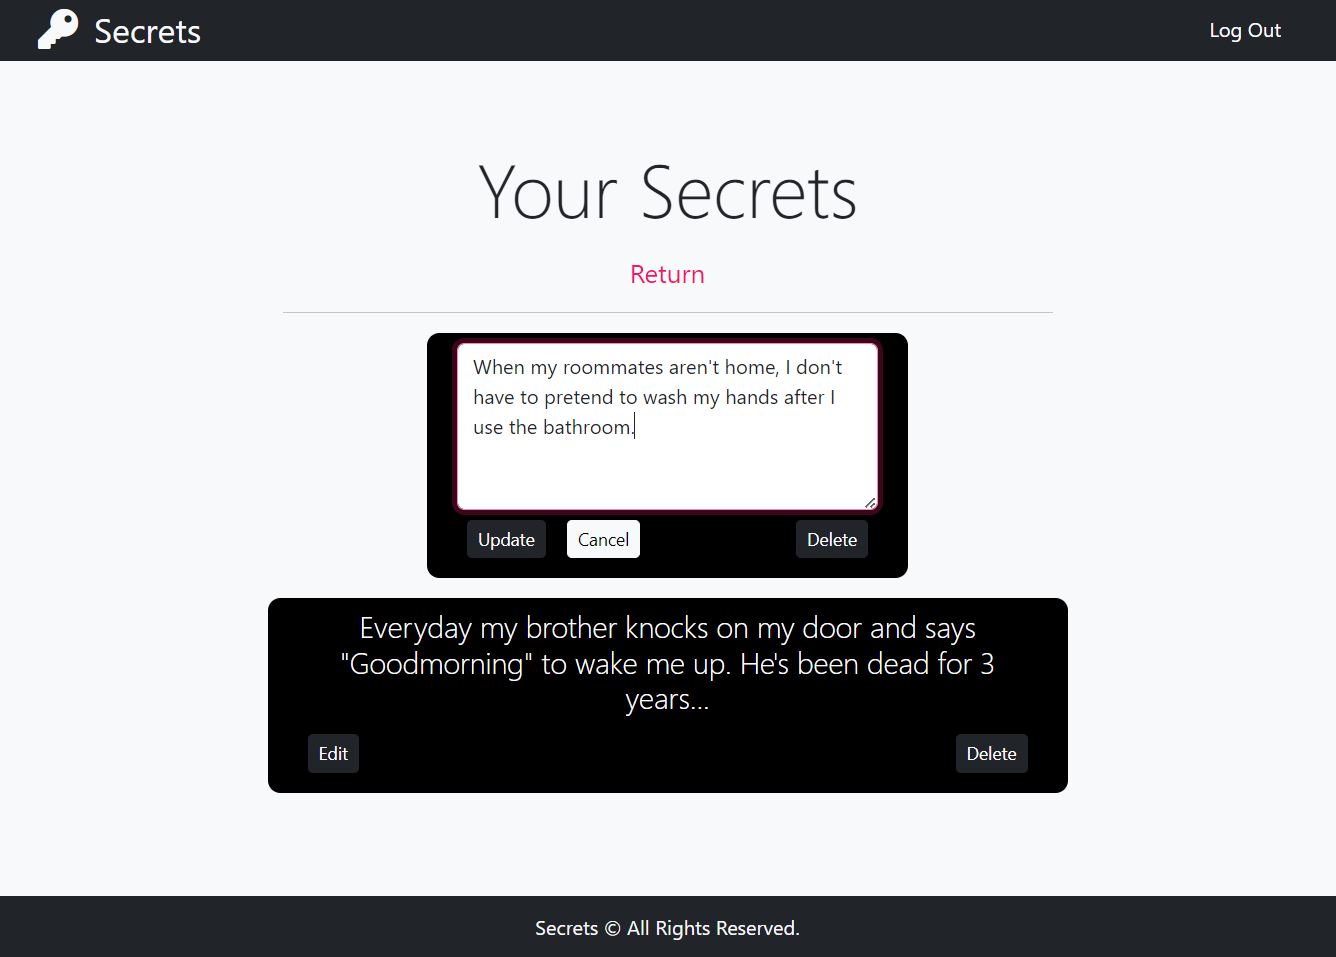 Secrets
Log Out
Your Secrets
Return
When my roommates aren't home, I don't
have to pretend to wash my hands after I
use the bathroom.
Update
Cancel
Delete
Everyday my brother knocks on my door and says
"Goodmorning" to wake me up. He's been dead for 3
years...
Edit
Delete
Secrets © All Rights Reserved.